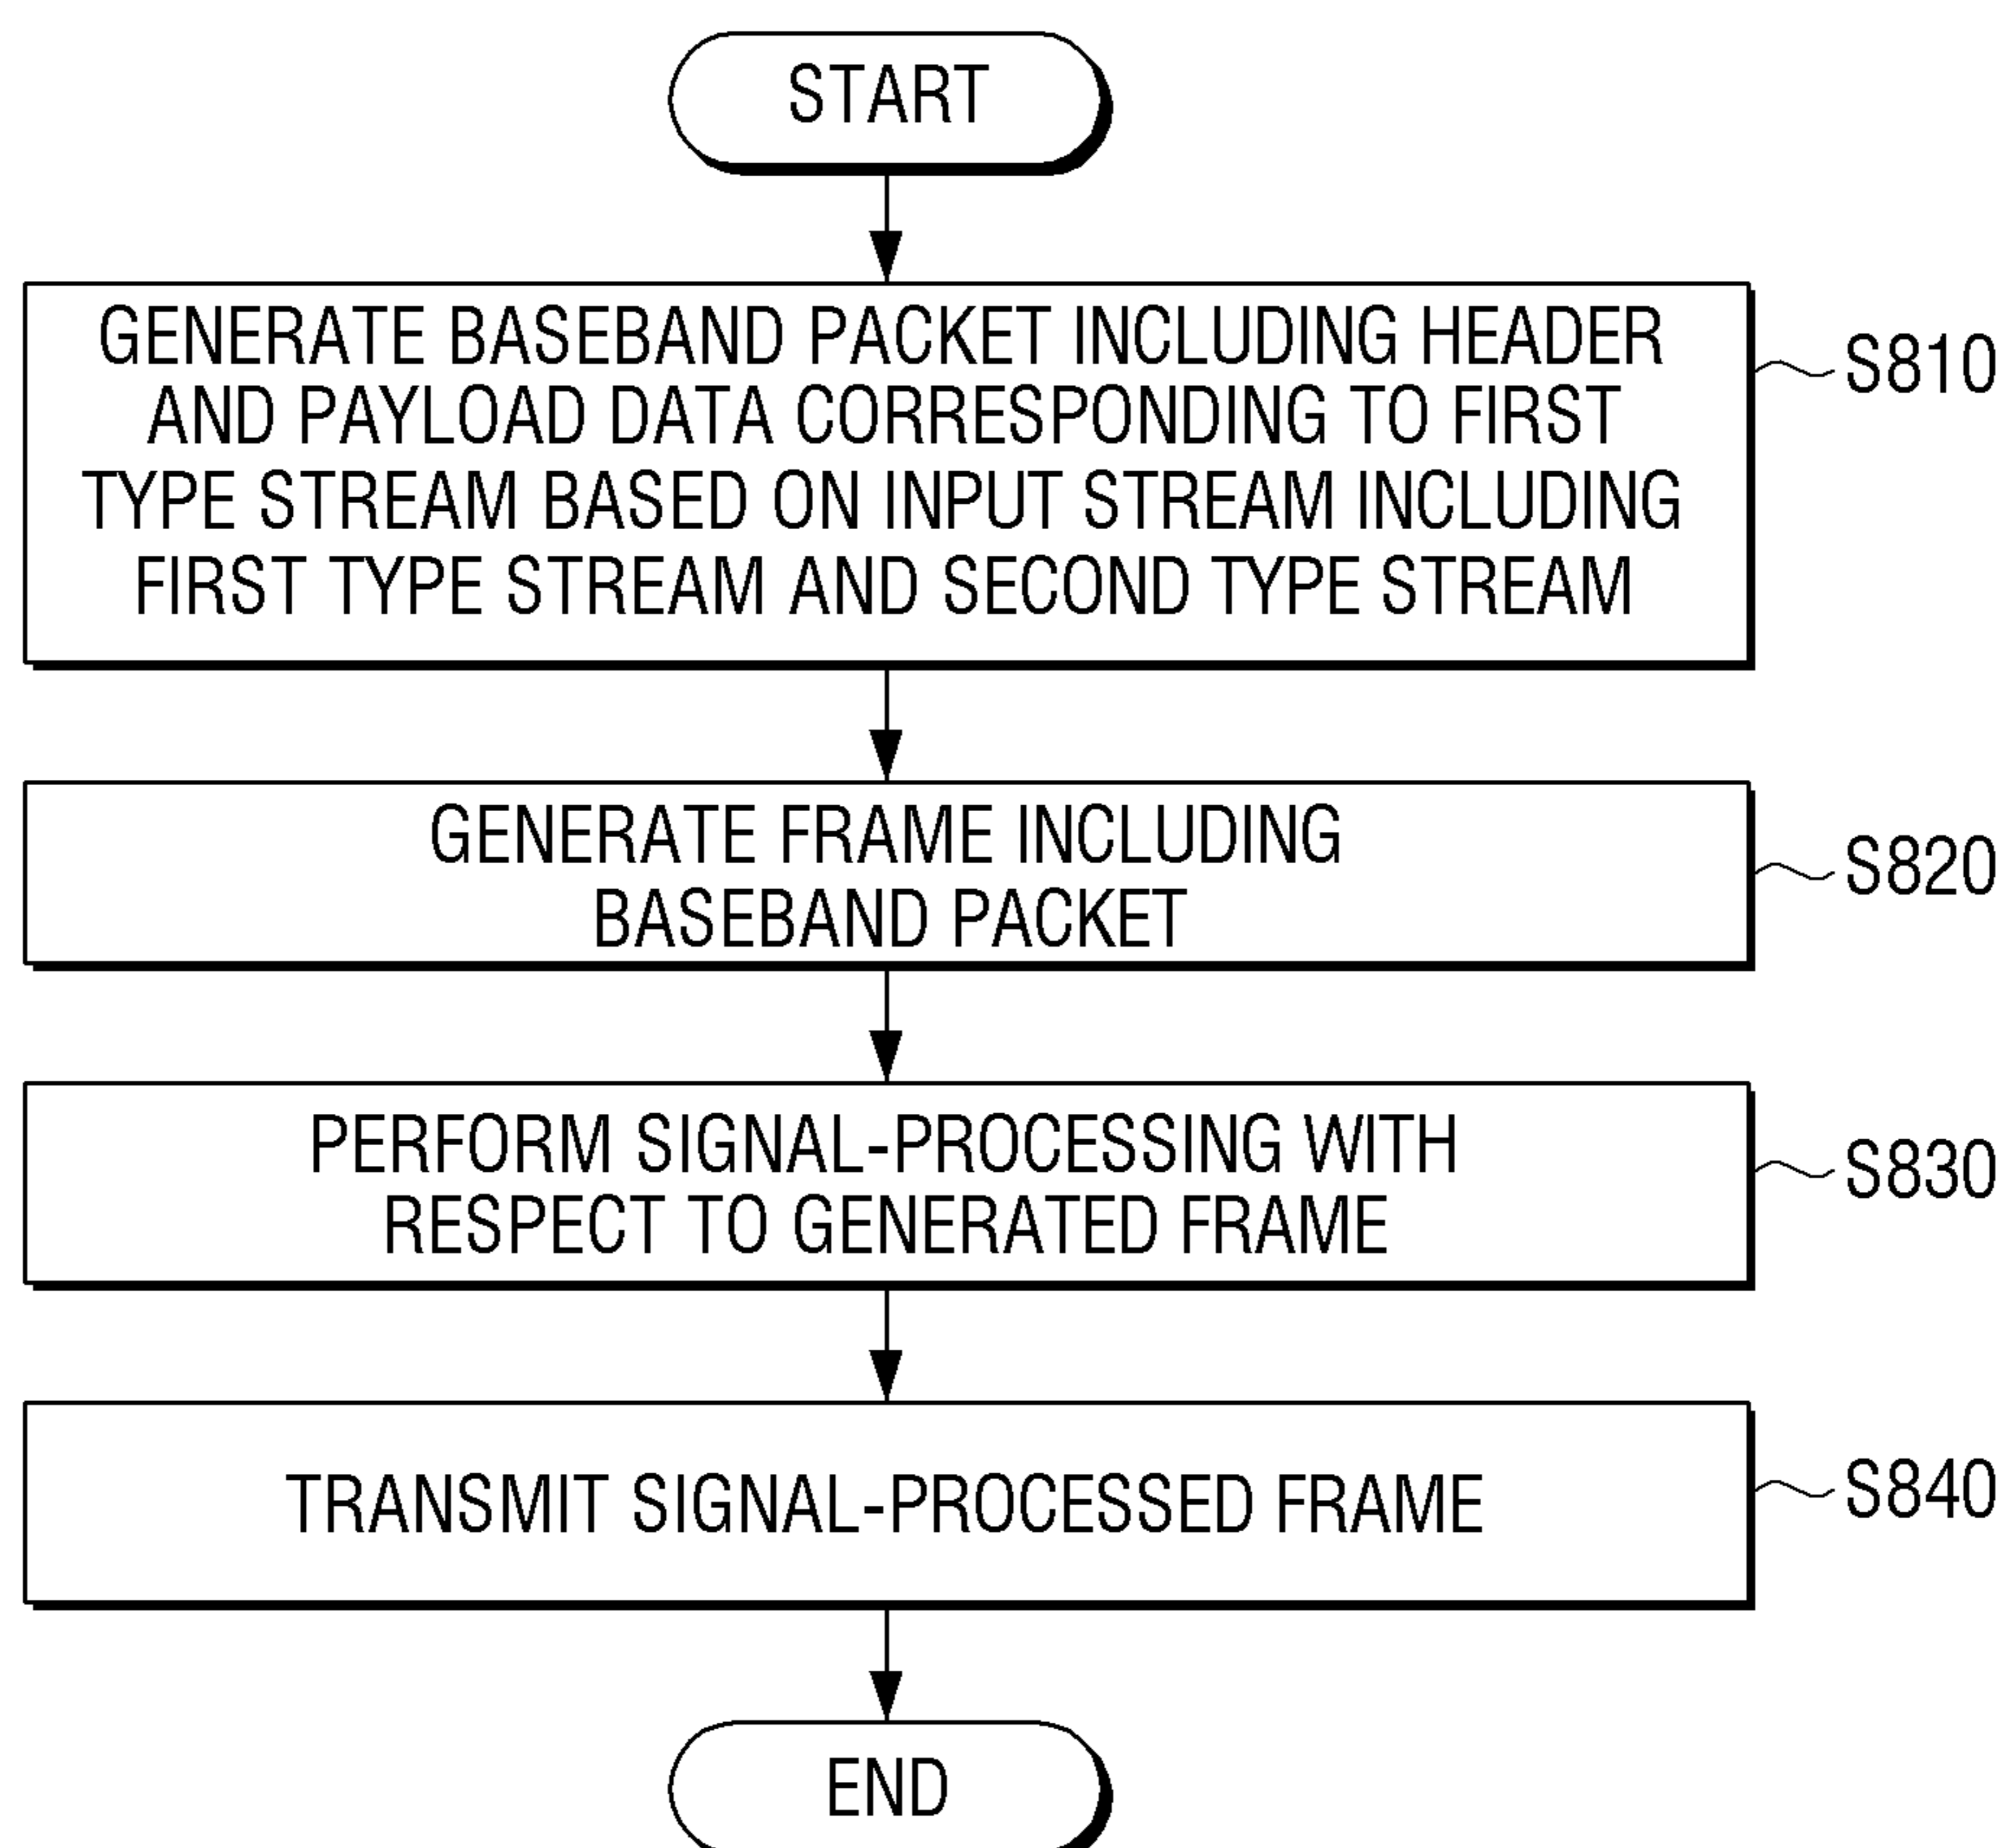 START
GENERATE BASEBAND PACKET INCLUDING HEADER
AND PAYLOAD DATA CORRESPONDING TO FIRST
TYPE STREAM BASED ON INPUT STREAM INCLUDING
FIRST TYPE STREAM AND SECOND TYPE STREAM
S810
GENERATE FRAME INCLUDING
BASEBAND PACKET
S820
PERFORM SIGNAL-PROCESSING WITH
RESPECT TO GENERATED FRAME
S830
TRANSMIT SIGNAL-PROCESSED FRAME
S840
END